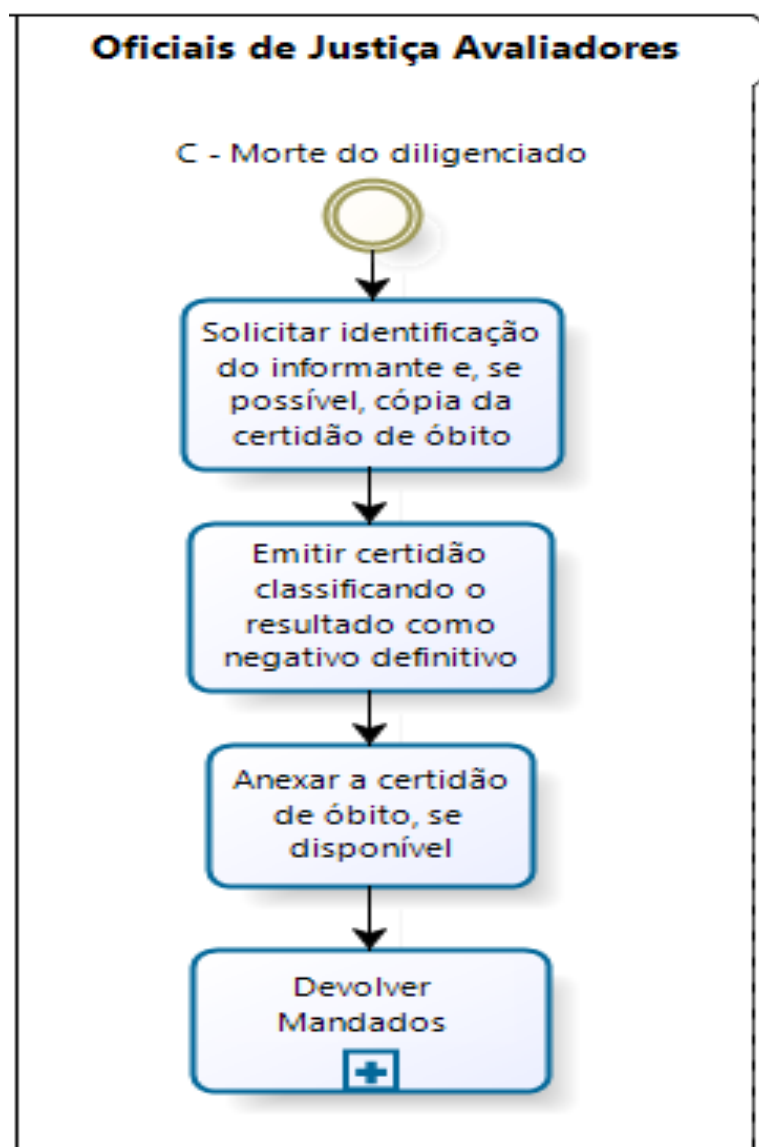 Oficiais de Justiça Avaliadores
C - Morte do diligenciado
Solicitar identificação
do informante e, se
possível, cópia da
certidão de óbito
Emitir certidão
classificando o
resultado como
negativo definitivo
Anexar a certidão
de óbito, se
disponível
Devolver
Mandados